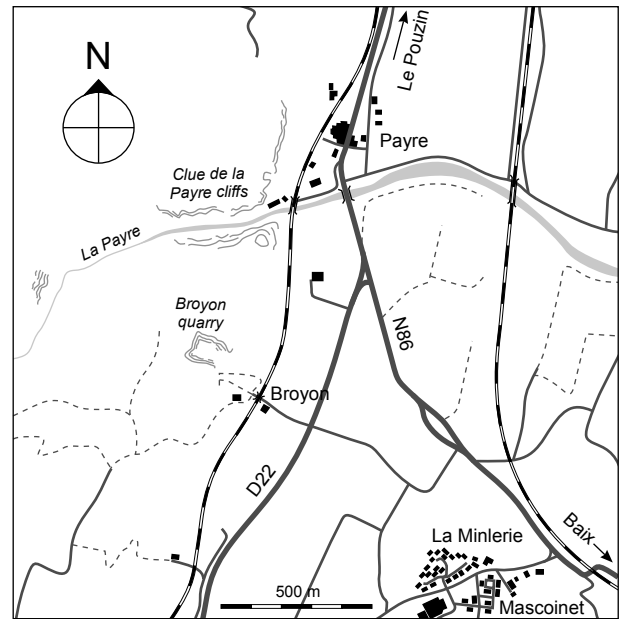 N
Le Pouzin
Payre
Clue de la
Payre cliffs
La Payre
Broyon
quarry
N86
Broyon
D22
La Minlerie
Baix
500 m
Mascoinet